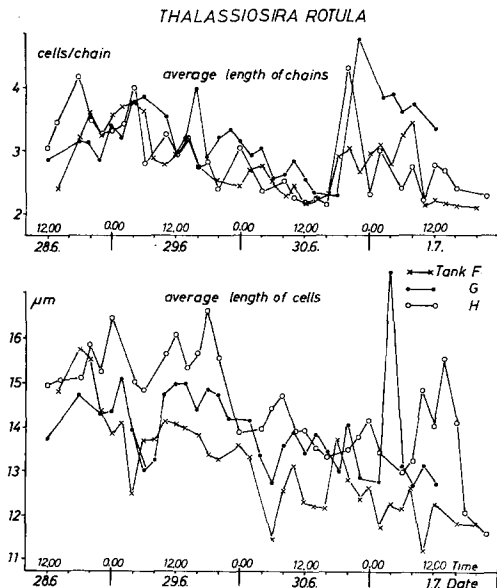 THALASSIOSIRA ROTULA
cells/chain
average length of chains
4
3
2
12.00 0.00 12.00 0.00 12.00 0.00 12.00
28.6. 29.6. 30.6. 1.7.
Tank F
G
H
µm
average length of cells
16
15
14
13
12
11
12.00 0.00 12.00 0.00 12.00 0.00 12.00 Time
28.6. 29.6. 30.6. 1.7. Date